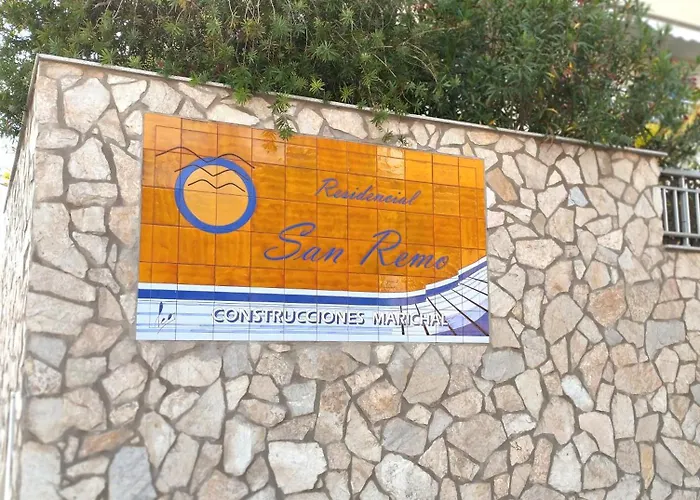 Residencial
San Remo
CONSTRUCCIONES MARICHAL